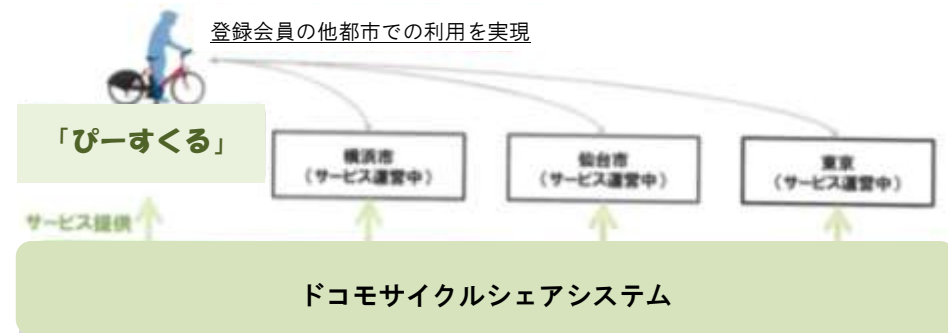 登録会員の他都市での利用を実現
「ぴーすくる」
横浜市
(サービス運営中)
仙台市
(サービス運営中)
東京
(サービス運営中)
サービス提供
ドコモサイクルシェアシステム